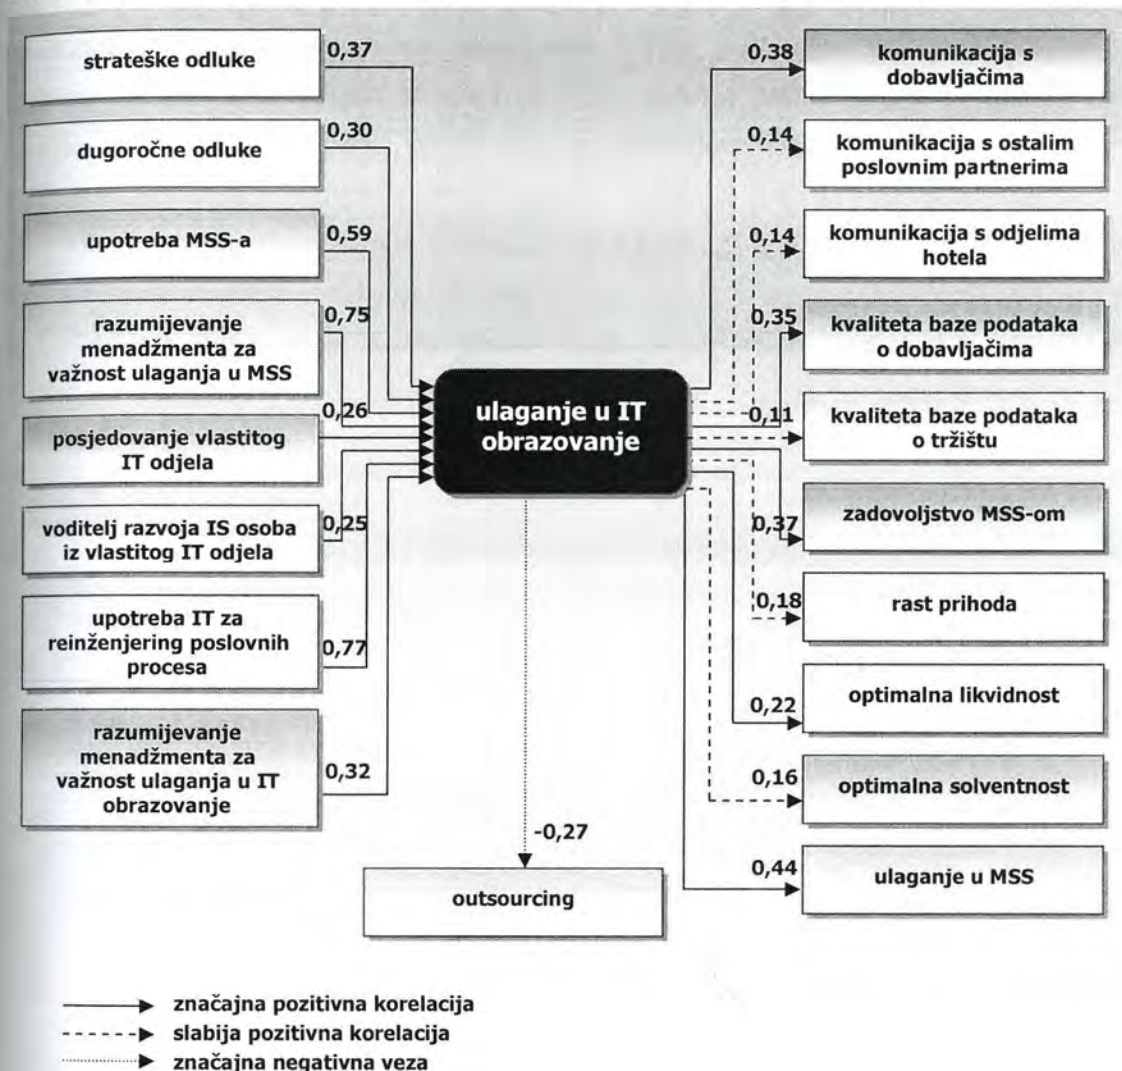 strateške odluke
0,37
dugoročne odluke
0,30
upotreba MSS-a
0,59
razumijevanje
menadžmenta za
važnost ulaganja u MSS
0,75
posjedovanje vlastitog
IT odjela
0,26
voditelj razvoja IS osoba
iz vlastitog IT odjela
0,25
upotreba IT za
reinženjering poslovnih
procesa
0,77
razumijevanje
menadžmenta za
važnost ulaganja u IT
obrazovanje
0,32
ulaganje u IT
obrazovanje
-0,27
outsourcing
0,38
komunikacija s
dobavljačima
0,14
komunikacija s ostalim
poslovnim partnerima
0,14
komunikacija s odjelima
hotela
0,35
kvaliteta baze podataka
o dobavljačima
0,11
kvaliteta baze podataka
o tržištu
0,37
zadovoljstvo MSS-om
0,18
rast prihoda
0,22
optimalna likvidnost
0,16
optimalna solventnost
0,44
ulaganje u MSS
značajna pozitivna korelacija
slabija pozitivna korelacija
značajna negativna veza